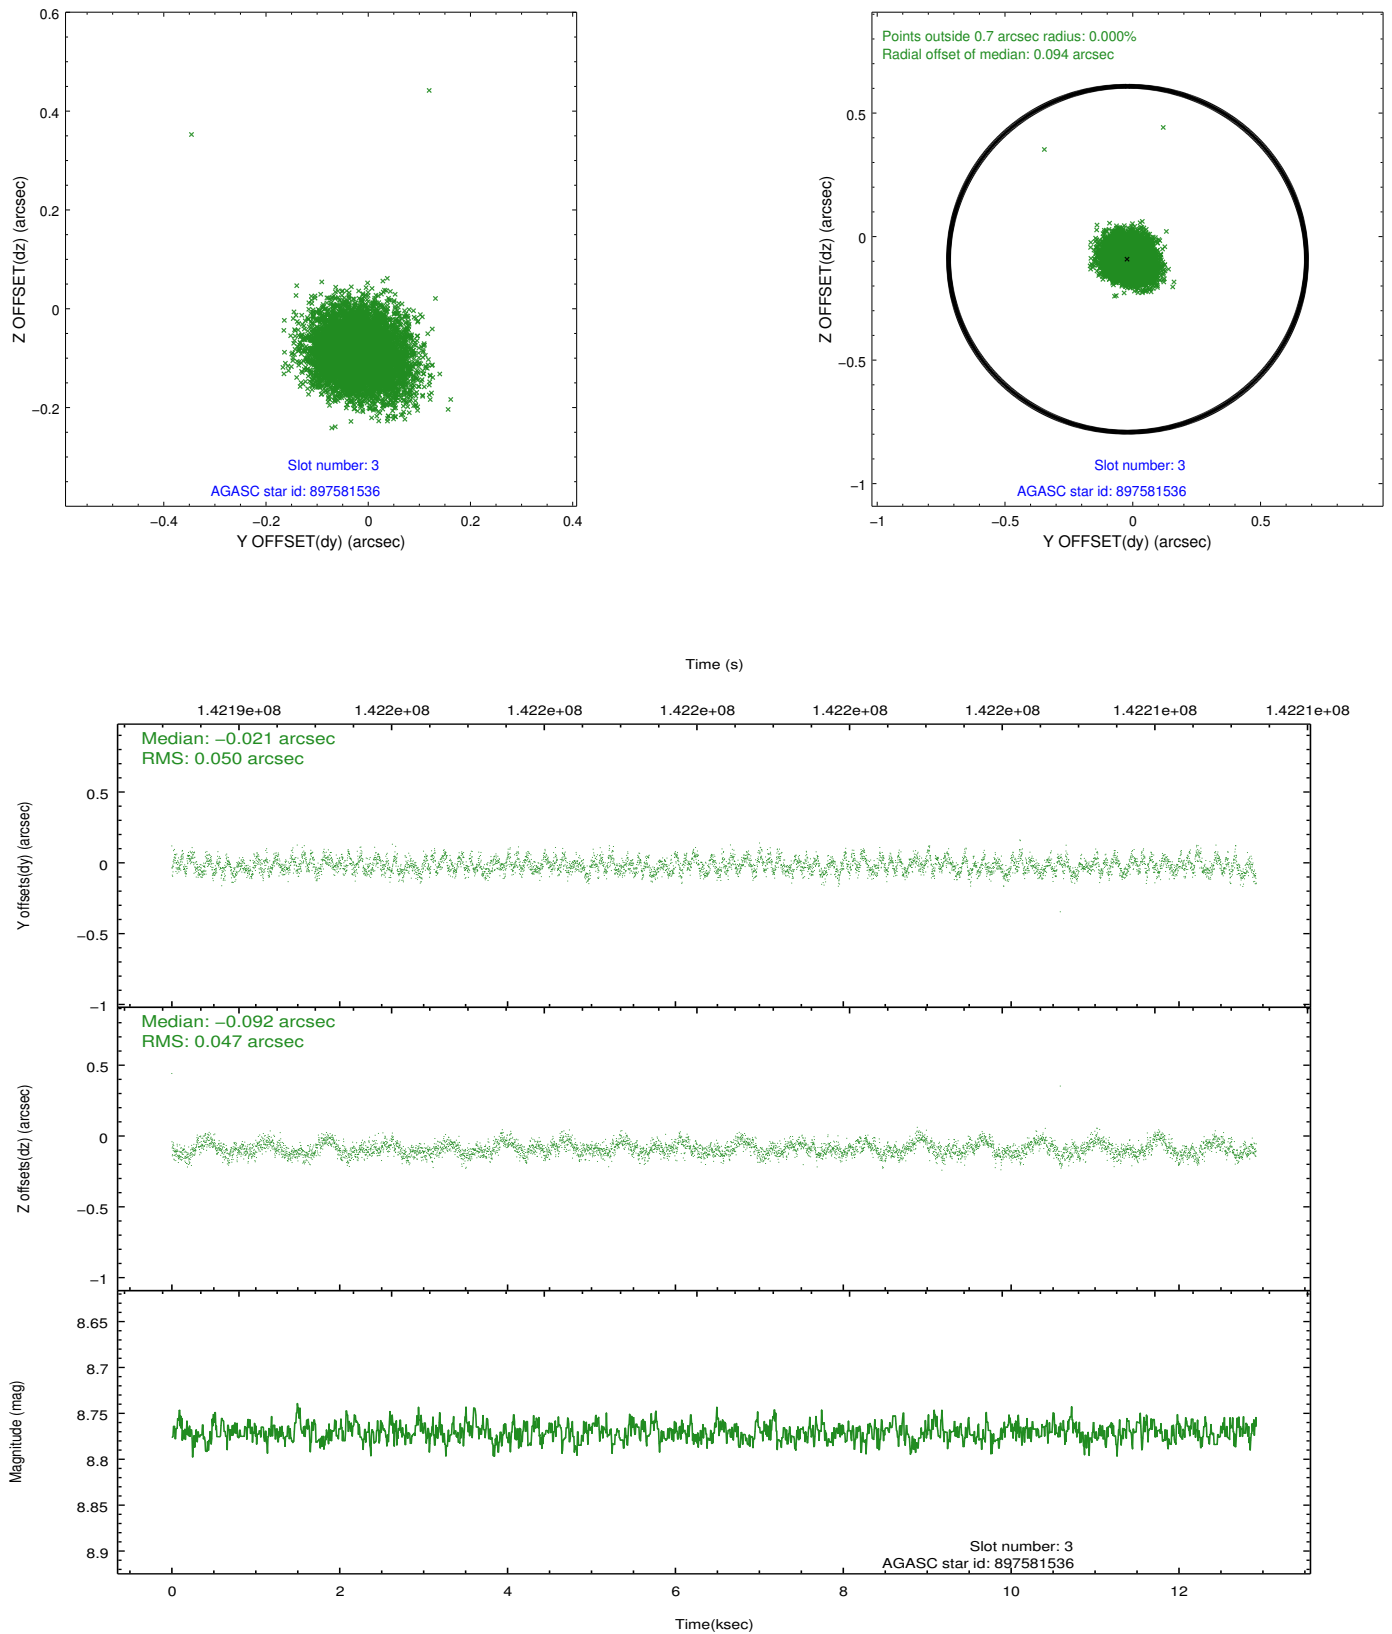 0.6
0.4
0.2
0
−0.2
−0.4
−0.2
0
0.2
0.4
Z OFFSET(dz) (arcsec)
Y OFFSET(dy) (arcsec)
Slot number: 3
AGASC star id: 897581536
Points outside 0.7 arcsec radius: 0.000%
Radial offset of median: 0.094 arcsec
0.5
0
−0.5
−1
−1
−0.5
0
0.5
Z OFFSET(dz) (arcsec)
Y OFFSET(dy) (arcsec)
Slot number: 3
AGASC star id: 897581536
Time (s)
1.4219e+08
1.422e+08
1.422e+08
1.422e+08
1.422e+08
1.422e+08
1.4221e+08
1.4221e+08
Median: −0.021 arcsec
RMS: 0.050 arcsec
0.5
0
−0.5
−1
Y offsets(dy) (arcsec)
Median: −0.092 arcsec
RMS: 0.047 arcsec
0.5
0
−0.5
−1
Z offsets(dz) (arcsec)
8.65
8.7
8.75
8.8
8.85
8.9
Magnitude (mag)
Slot number: 3
AGASC star id: 897581536
0
2
4
6
8
10
12
Time(ksec)